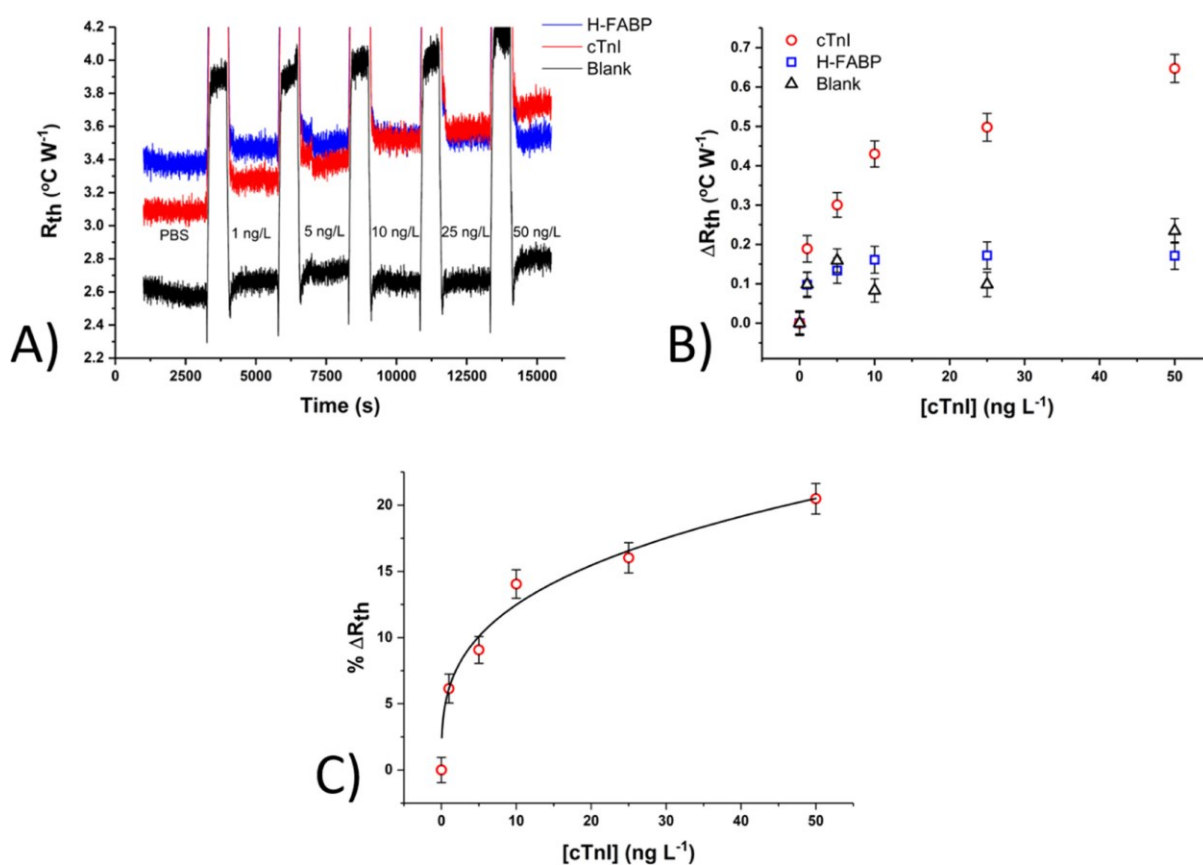 A)
H-FABP
cTnI
Blank
4.2
4.0
3.8
3.6
3.4
3.2
3.0
2.8
2.6
2.4
2.2
Rth (ºC W-1)
PBS 1 ng/L 5 ng/L 10 ng/L 25 ng/L 50 ng/L
0 2500 5000 7500 10000 12500 15000
Time (s)
B)
cTnI
H-FABP
Blank
0.7
0.6
0.5
0.4
0.3
0.2
0.1
0.0
ΔRth (ºC W-1)
0 10 20 30 40 50
[cTnI] (ng L-1)
C)
20
15
10
5
0
% ΔRth
0 10 20 30 40 50
[cTnI] (ng L-1)